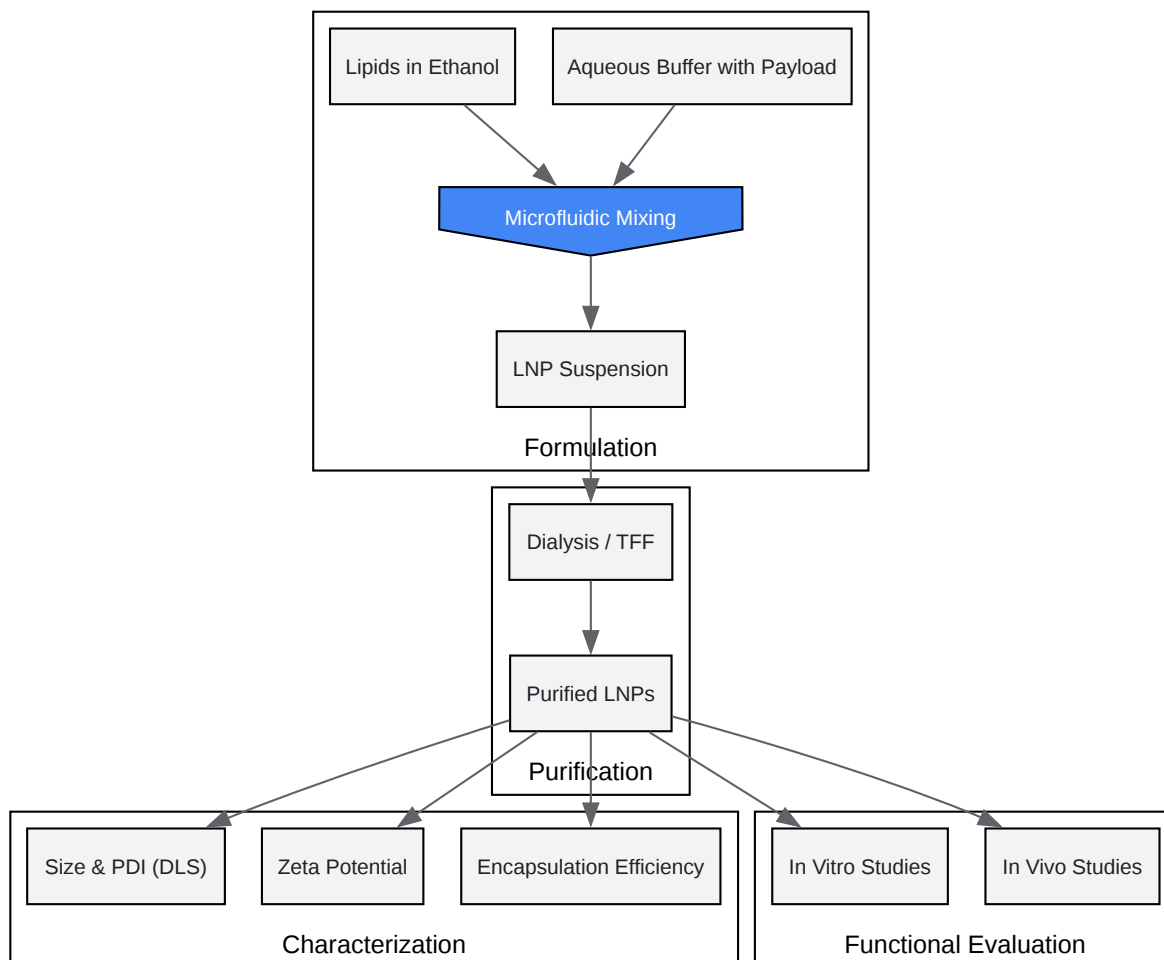 Lipids in Ethanol
Aqueous Buffer with Payload
Microfluidic Mixing
LNP Suspension
Formulation
Dialysis / TFF
Purified LNPs
Purification
Size & PDI (DLS)
Zeta Potential
Encapsulation Efficiency
In Vitro Studies
In Vivo Studies
Characterization
Functional Evaluation